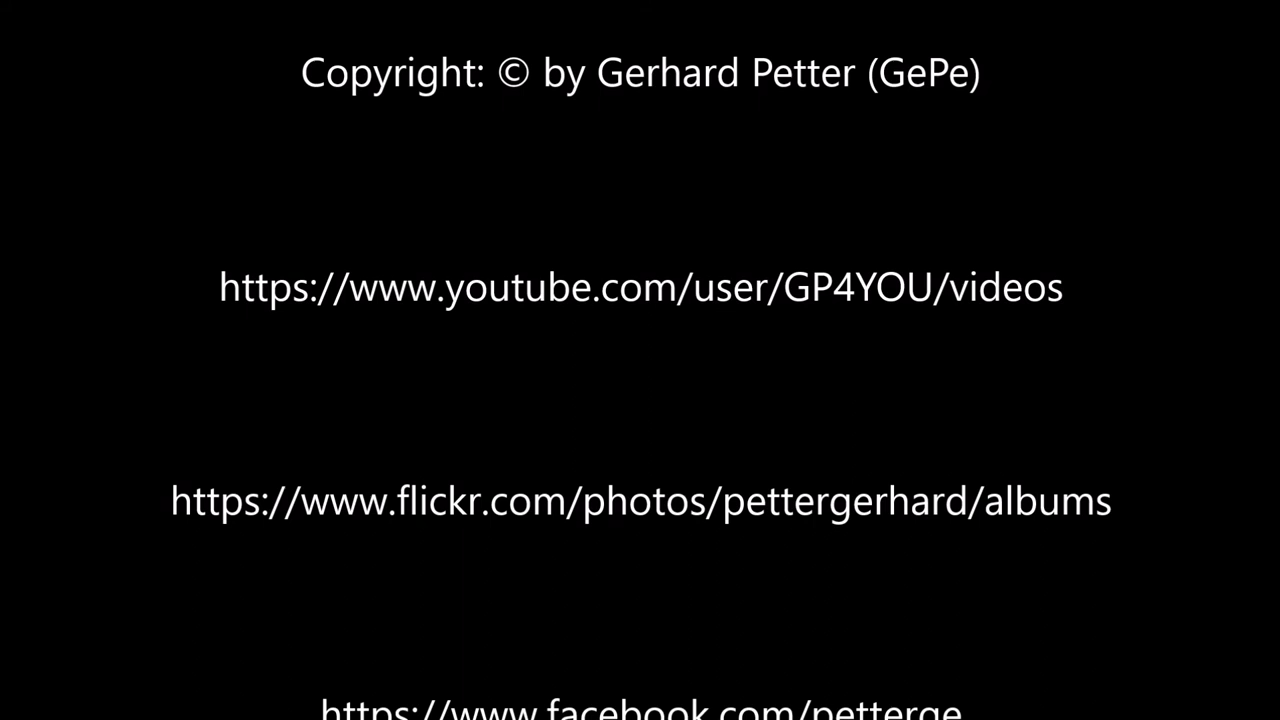 Copyright: © by Gerhard Petter (GePe)
https://www.youtube.com/user/GP4YOU/videos
https://www.flickr.com/photos/pettergerhard/albums
https://www.facebook.com/petterge